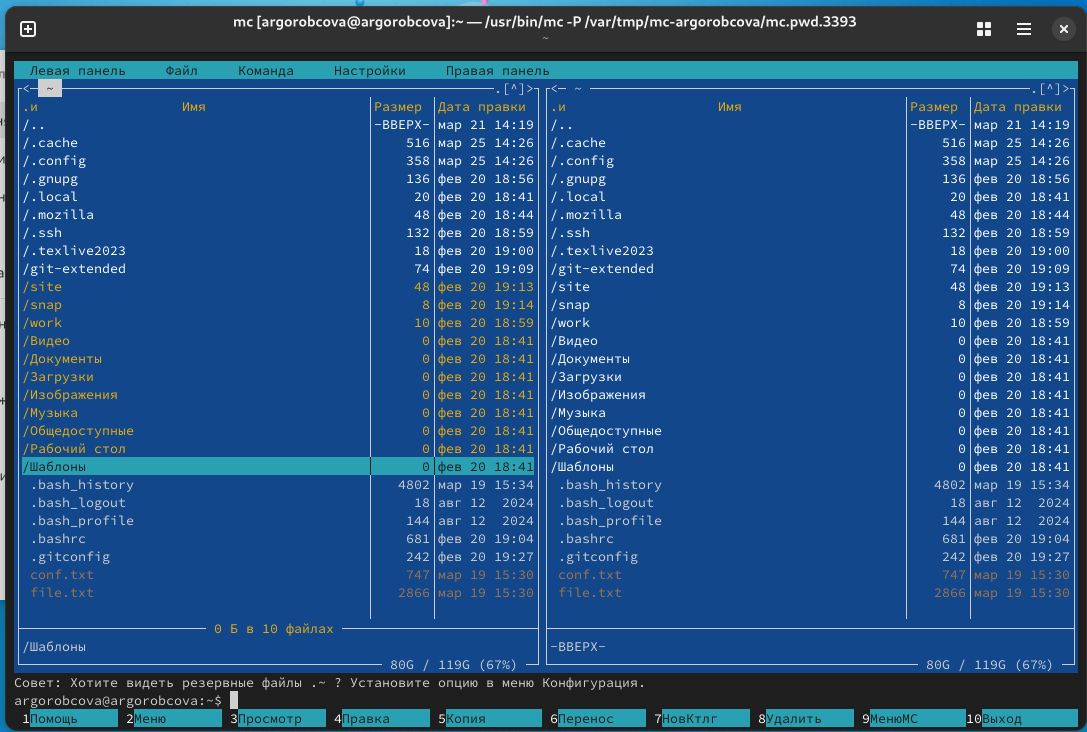 mc [argorobcova@argorobcova]:~ — /usr/bin/mc -P /var/tmp/mc-argorobcova/mc.pwd.3393
~
Левая панель Файл Команда Настройки Правая панель
<— ~ .[^]> <— ~ .[^]>
.и Имя Размер Дата правки .и Имя Размер Дата правки
/.. -ВВЕРХ- мар 21 14:19 /.. -ВВЕРХ- мар 21 14:19
/.cache 516 мар 25 14:26 /.cache 516 мар 25 14:26
/.config 358 мар 25 14:26 /.config 358 мар 25 14:26
/.gnupg 136 фев 20 18:56 /.gnupg 136 фев 20 18:56
/.local 20 фев 20 18:41 /.local 20 фев 20 18:41
/.mozilla 48 фев 20 18:44 /.mozilla 48 фев 20 18:44
/.ssh 132 фев 20 18:59 /.ssh 132 фев 20 18:59
/.texlive2023 18 фев 20 19:00 /.texlive2023 18 фев 20 19:00
/git-extended 74 фев 20 19:09 /git-extended 74 фев 20 19:09
/site 48 фев 20 19:13 /site 48 фев 20 19:13
/snap 8 фев 20 19:14 /snap 8 фев 20 19:14
/work 10 фев 20 18:59 /work 10 фев 20 18:59
/Видео 0 фев 20 18:41 /Видео 0 фев 20 18:41
/Документы 0 фев 20 18:41 /Документы 0 фев 20 18:41
/Загрузки 0 фев 20 18:41 /Загрузки 0 фев 20 18:41
/Изображения 0 фев 20 18:41 /Изображения 0 фев 20 18:41
/Музыка 0 фев 20 18:41 /Музыка 0 фев 20 18:41
/Общедоступные 0 фев 20 18:41 /Общедоступные 0 фев 20 18:41
/Рабочий стол 0 фев 20 18:41 /Рабочий стол 0 фев 20 18:41
/Шаблоны 0 фев 20 18:41 /Шаблоны 0 фев 20 18:41
.bash_history 4802 мар 19 15:34 .bash_history 4802 мар 19 15:34
.bash_logout 18 авг 12 2024 .bash_logout 18 авг 12 2024
.bash_profile 144 авг 12 2024 .bash_profile 144 авг 12 2024
.bashrc 681 фев 20 19:04 .bashrc 681 фев 20 19:04
.gitconfig 242 фев 20 19:27 .gitconfig 242 фев 20 19:27
conf.txt 747 мар 19 15:30 conf.txt 747 мар 19 15:30
file.txt 2866 мар 19 15:30 file.txt 2866 мар 19 15:30
0 Б в 10 файлах
/Шаблоны -ВВЕРХ-
80G / 119G (67%) 80G / 119G (67%)
Совет: Хотите видеть резервные файлы .~ ? Установите опцию в меню Конфигурация.
argorobcova@argorobcova:~$
1Помощь 2Меню 3Просмотр 4Правка 5Копия 6Перенос 7НовКтлг 8Удалить 9МенюМС 10Выход